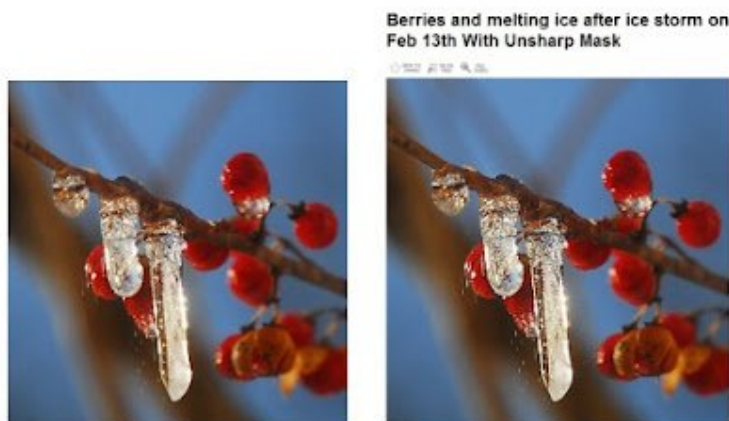 Berries and melting ice after ice storm on
Feb 13th With Unsharp Mask